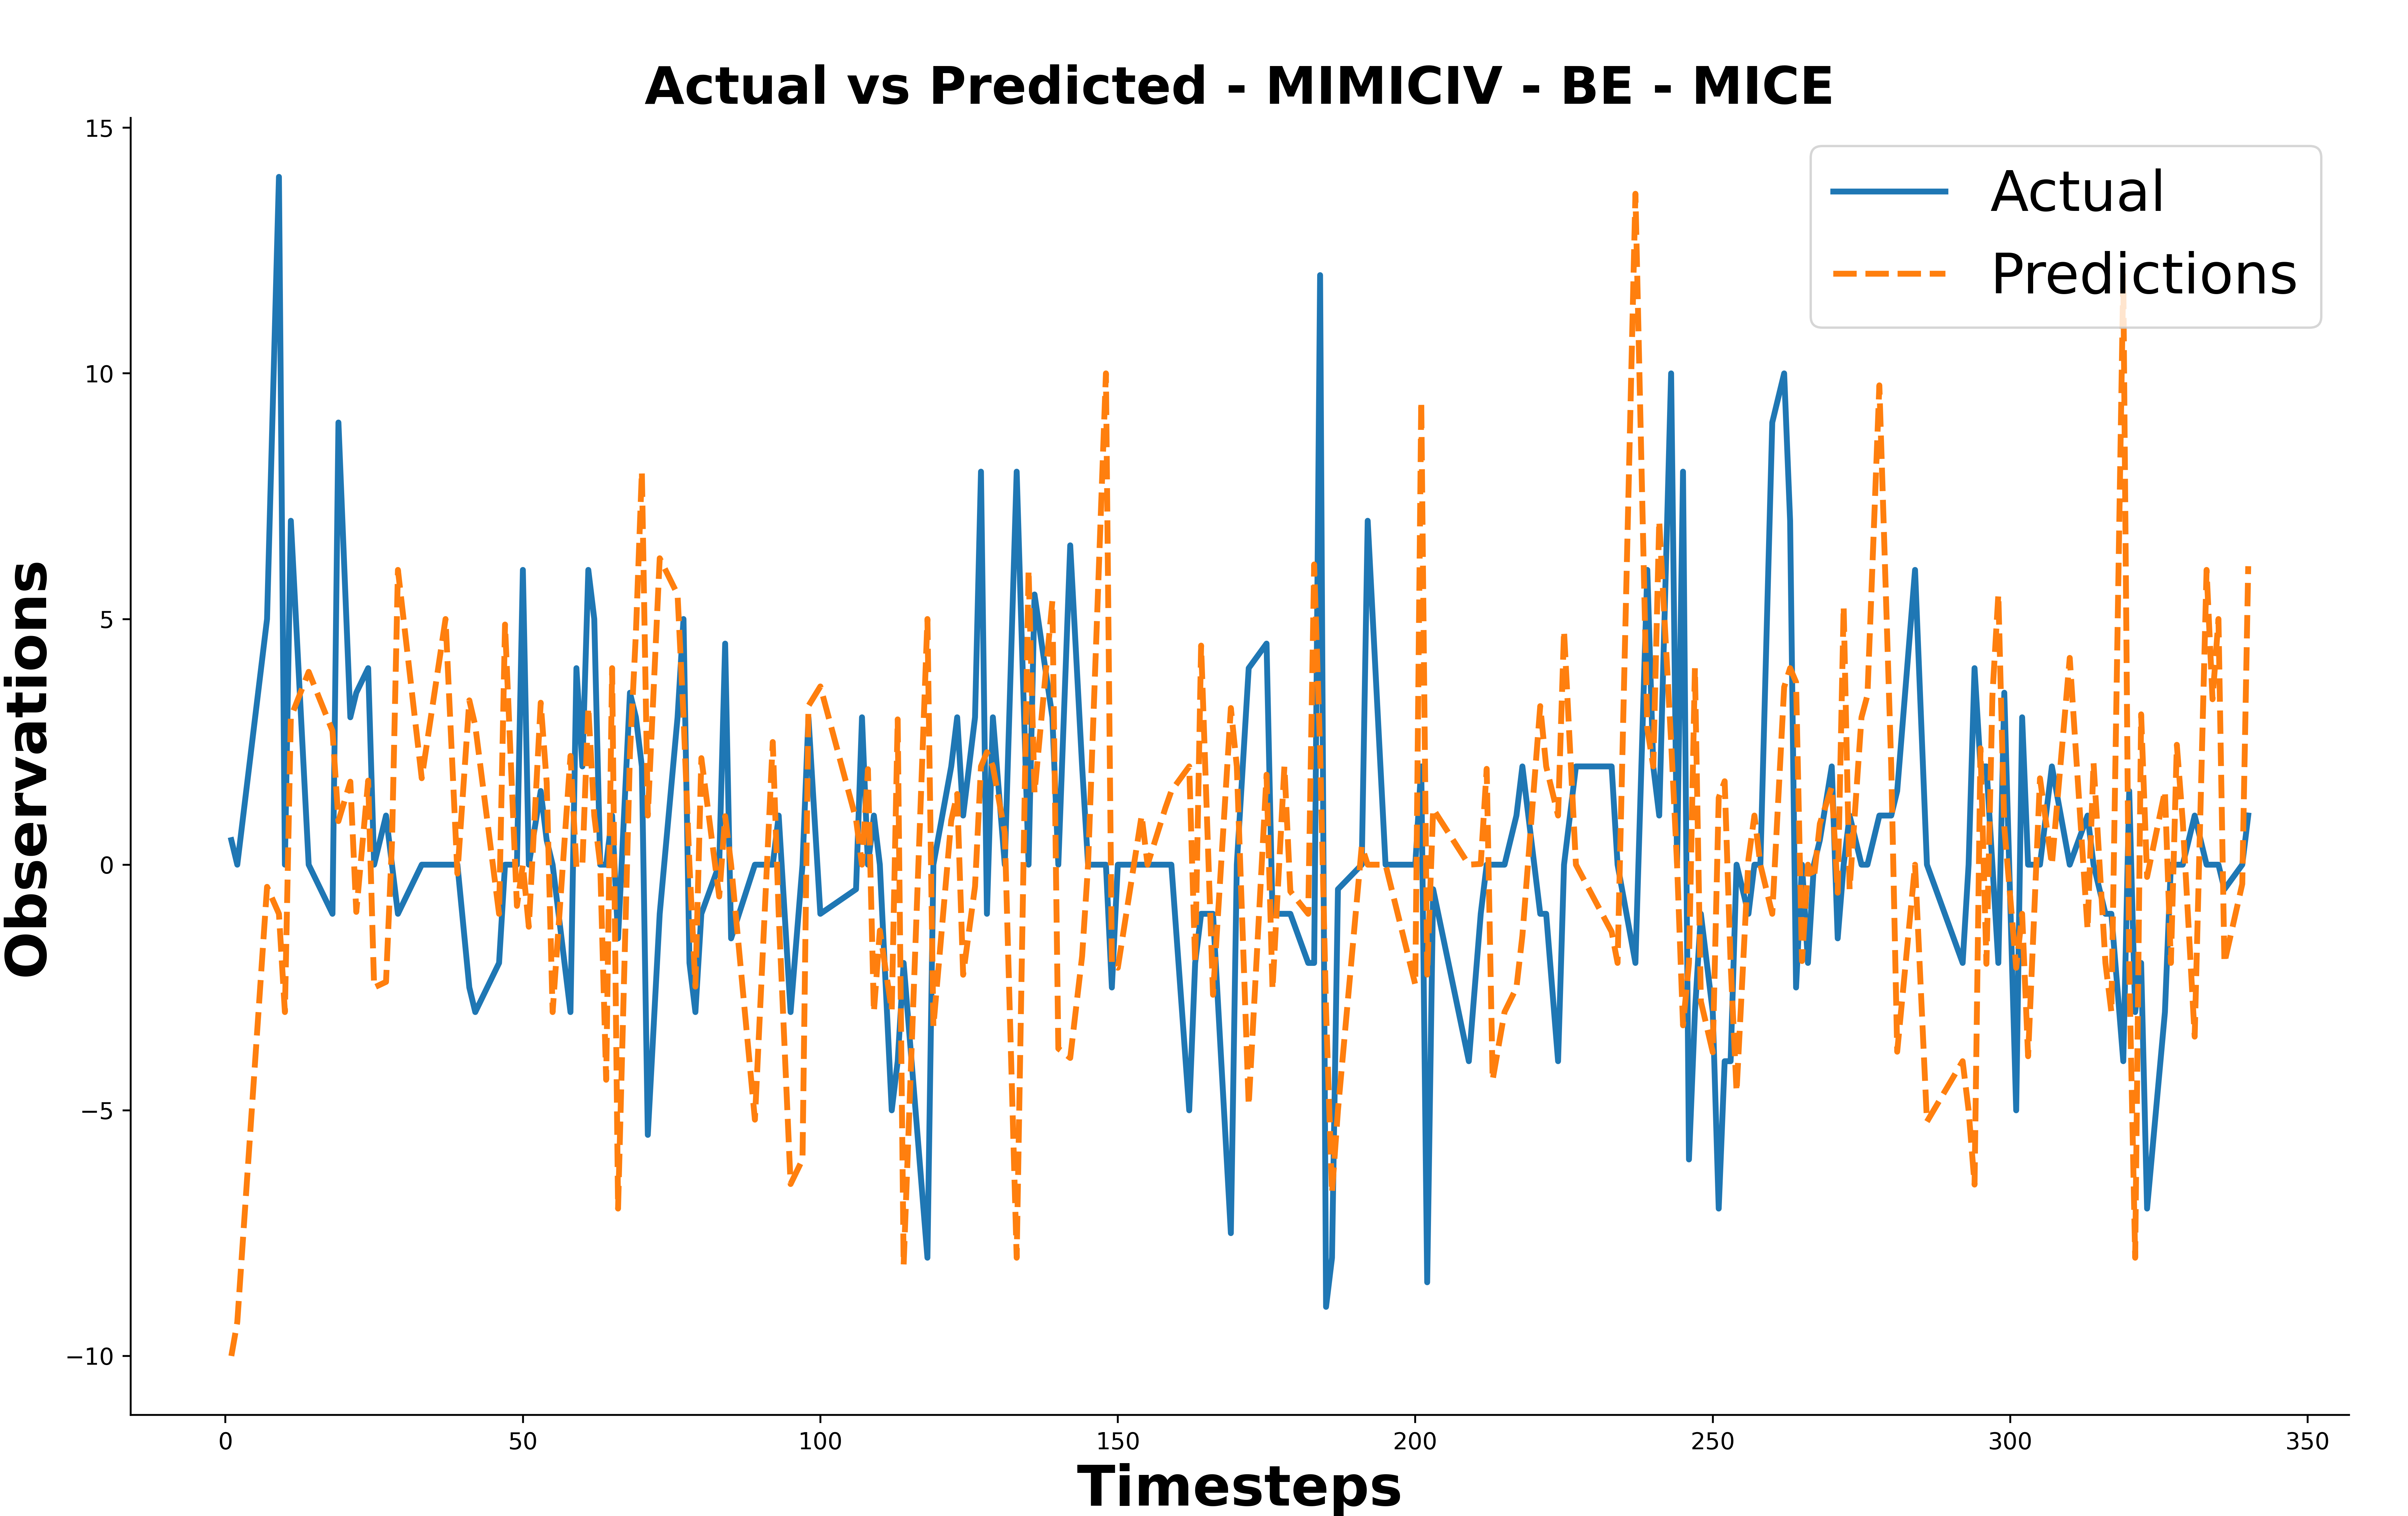 Actual vs Predicted - MIMICIV - BE - MICE
15
10
5
0
−5
−10
Observations
Actual
Predictions
0 50 100 150 200 250 300 350
Timesteps